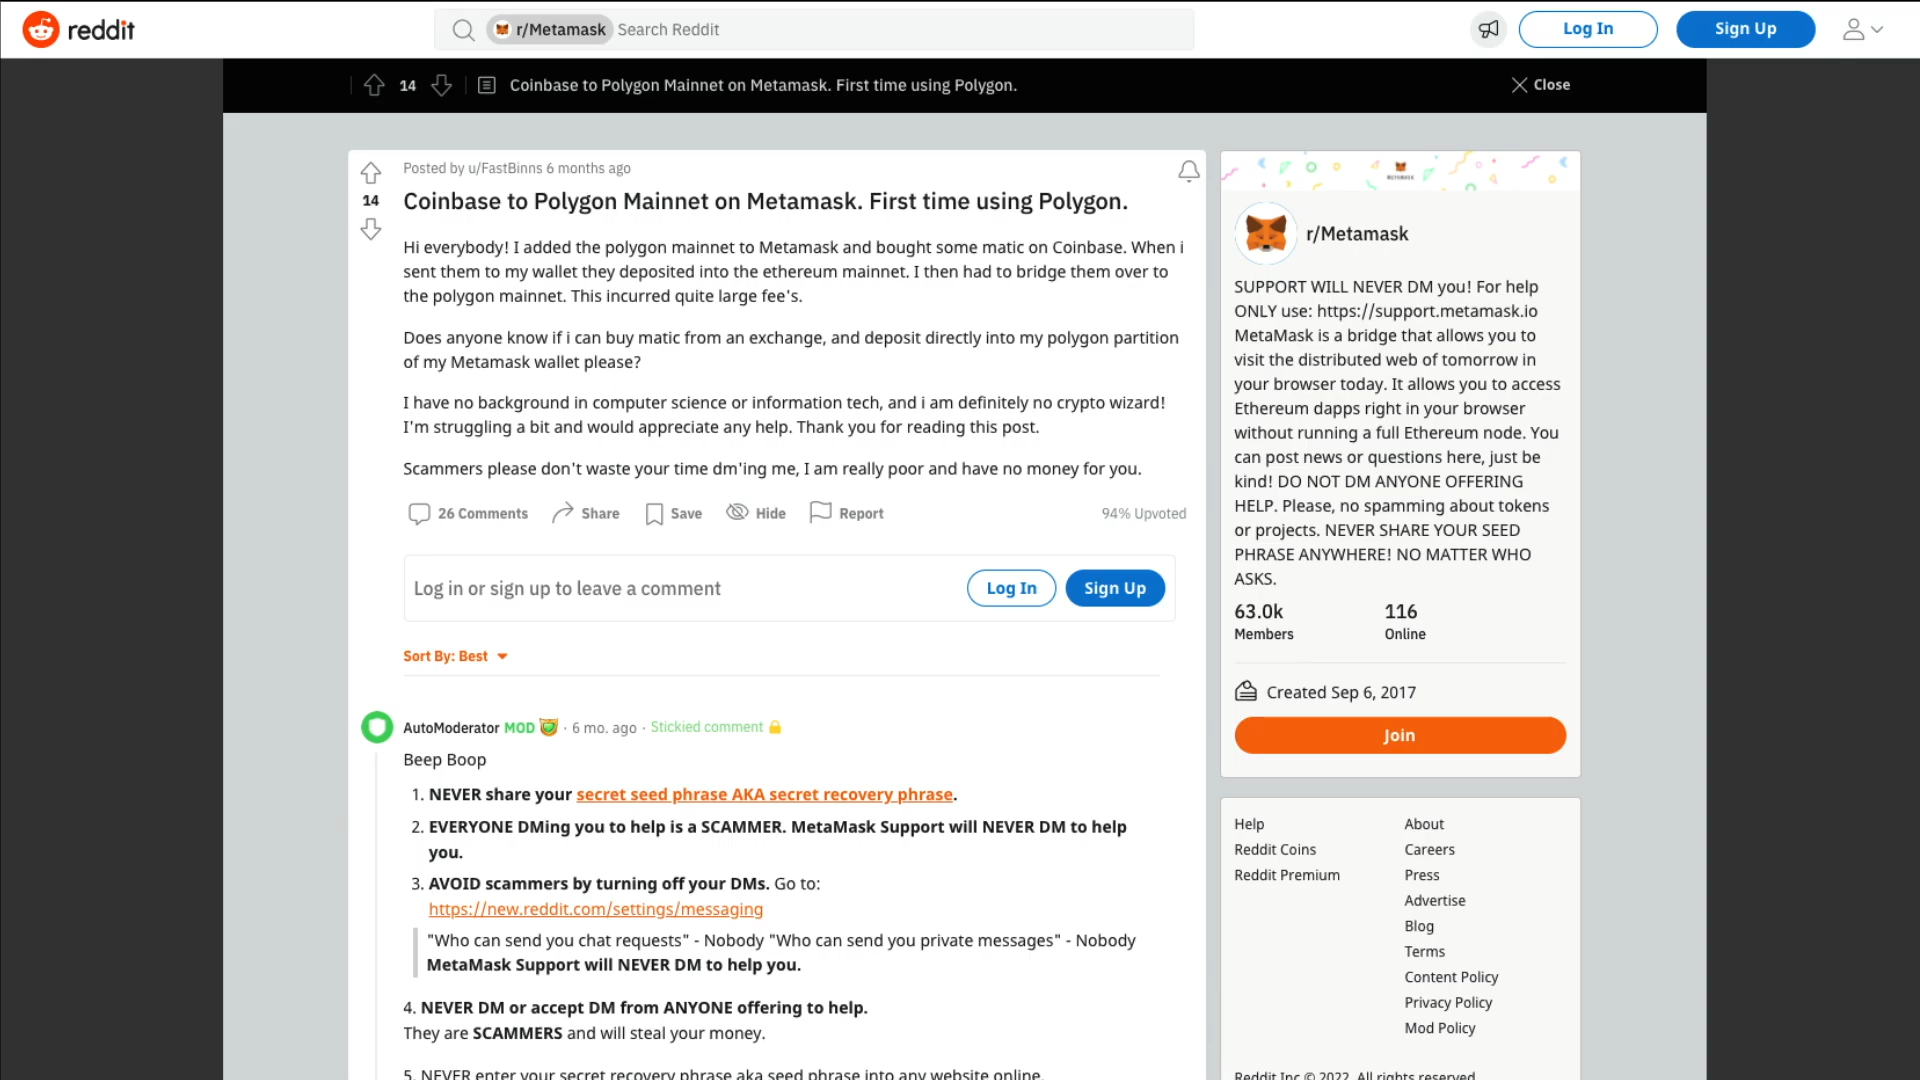 reddit
r/Metamask Search Reddit
Log In
Sign Up
14
Coinbase to Polygon Mainnet on Metamask. First time using Polygon.
Close
Posted by u/FastBinns 6 months ago
14
Coinbase to Polygon Mainnet on Metamask. First time using Polygon.
Hi everybody! I added the polygon mainnet to Metamask and bought some matic on Coinbase. When i
sent them to my wallet they deposited into the ethereum mainnet. I then had to bridge them over to
the polygon mainnet. This incurred quite large fee's.
Does anyone know if i can buy matic from an exchange, and deposit directly into my polygon partition
of my Metamask wallet please?
I have no background in computer science or information tech, and i am definitely no crypto wizard!
I'm struggling a bit and would appreciate any help. Thank you for reading this post.
Scammers please don't waste your time dm'ing me, I am really poor and have no money for you.
26 Comments Share Save Hide Report 94% Upvoted
Log in or sign up to leave a comment
Log In
Sign Up
Sort By: Best
AutoModerator MOD · 6 mo. ago · Stickied comment
Beep Boop
1. NEVER share your secret seed phrase AKA secret recovery phrase.
2. EVERYONE DMing you to help is a SCAMMER. MetaMask Support will NEVER DM to help
you.
3. AVOID scammers by turning off your DMs. Go to:
https://new.reddit.com/settings/messaging
"Who can send you chat requests" - Nobody "Who can send you private messages" - Nobody
MetaMask Support will NEVER DM to help you.
4. NEVER DM or accept DM from ANYONE offering to help.
They are SCAMMERS and will steal your money.
5. NEVER enter your secret recovery phrase aka seed phrase into any website online.
METAMASK
r/Metamask
SUPPORT WILL NEVER DM you! For help
ONLY use: https://support.metamask.io
MetaMask is a bridge that allows you to
visit the distributed web of tomorrow in
your browser today. It allows you to access
Ethereum dapps right in your browser
without running a full Ethereum node. You
can post news or questions here, just be
kind! DO NOT DM ANYONE OFFERING
HELP. Please, no spamming about tokens
or projects. NEVER SHARE YOUR SEED
PHRASE ANYWHERE! NO MATTER WHO
ASKS.
63.0k 116
Members Online
Created Sep 6, 2017
Join
Help
Reddit Coins
Reddit Premium
About
Careers
Press
Advertise
Blog
Terms
Content Policy
Privacy Policy
Mod Policy
Reddit Inc © 2022. All rights reserved